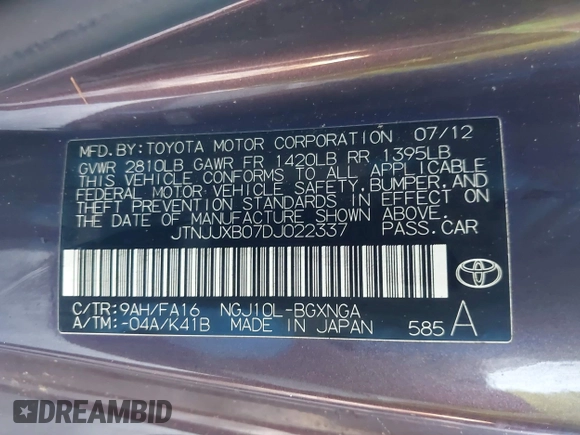 MFD.BY:TOYOTA MOTOR CORPORATION 07/12
GVWR 2810LB GAWR FR 1420LB RR 1395LB
THIS VEHICLE CONFORMS TO ALL APPLICABLE
FEDERAL MOTOR VEHICLE SAFETY, BUMPER, AND
THEFT PREVENTION STANDARDS IN EFFECT ON
THE DATE OF MANUFACTURE SHOWN ABOVE.
JTNJJXB07DJ022337 PASS.CAR
C/TR:9AH/FA16 NGJ10L-BGXNGA
A/TM:-04A/K41B MADE IN JAPAN 585 A
DREAMBID